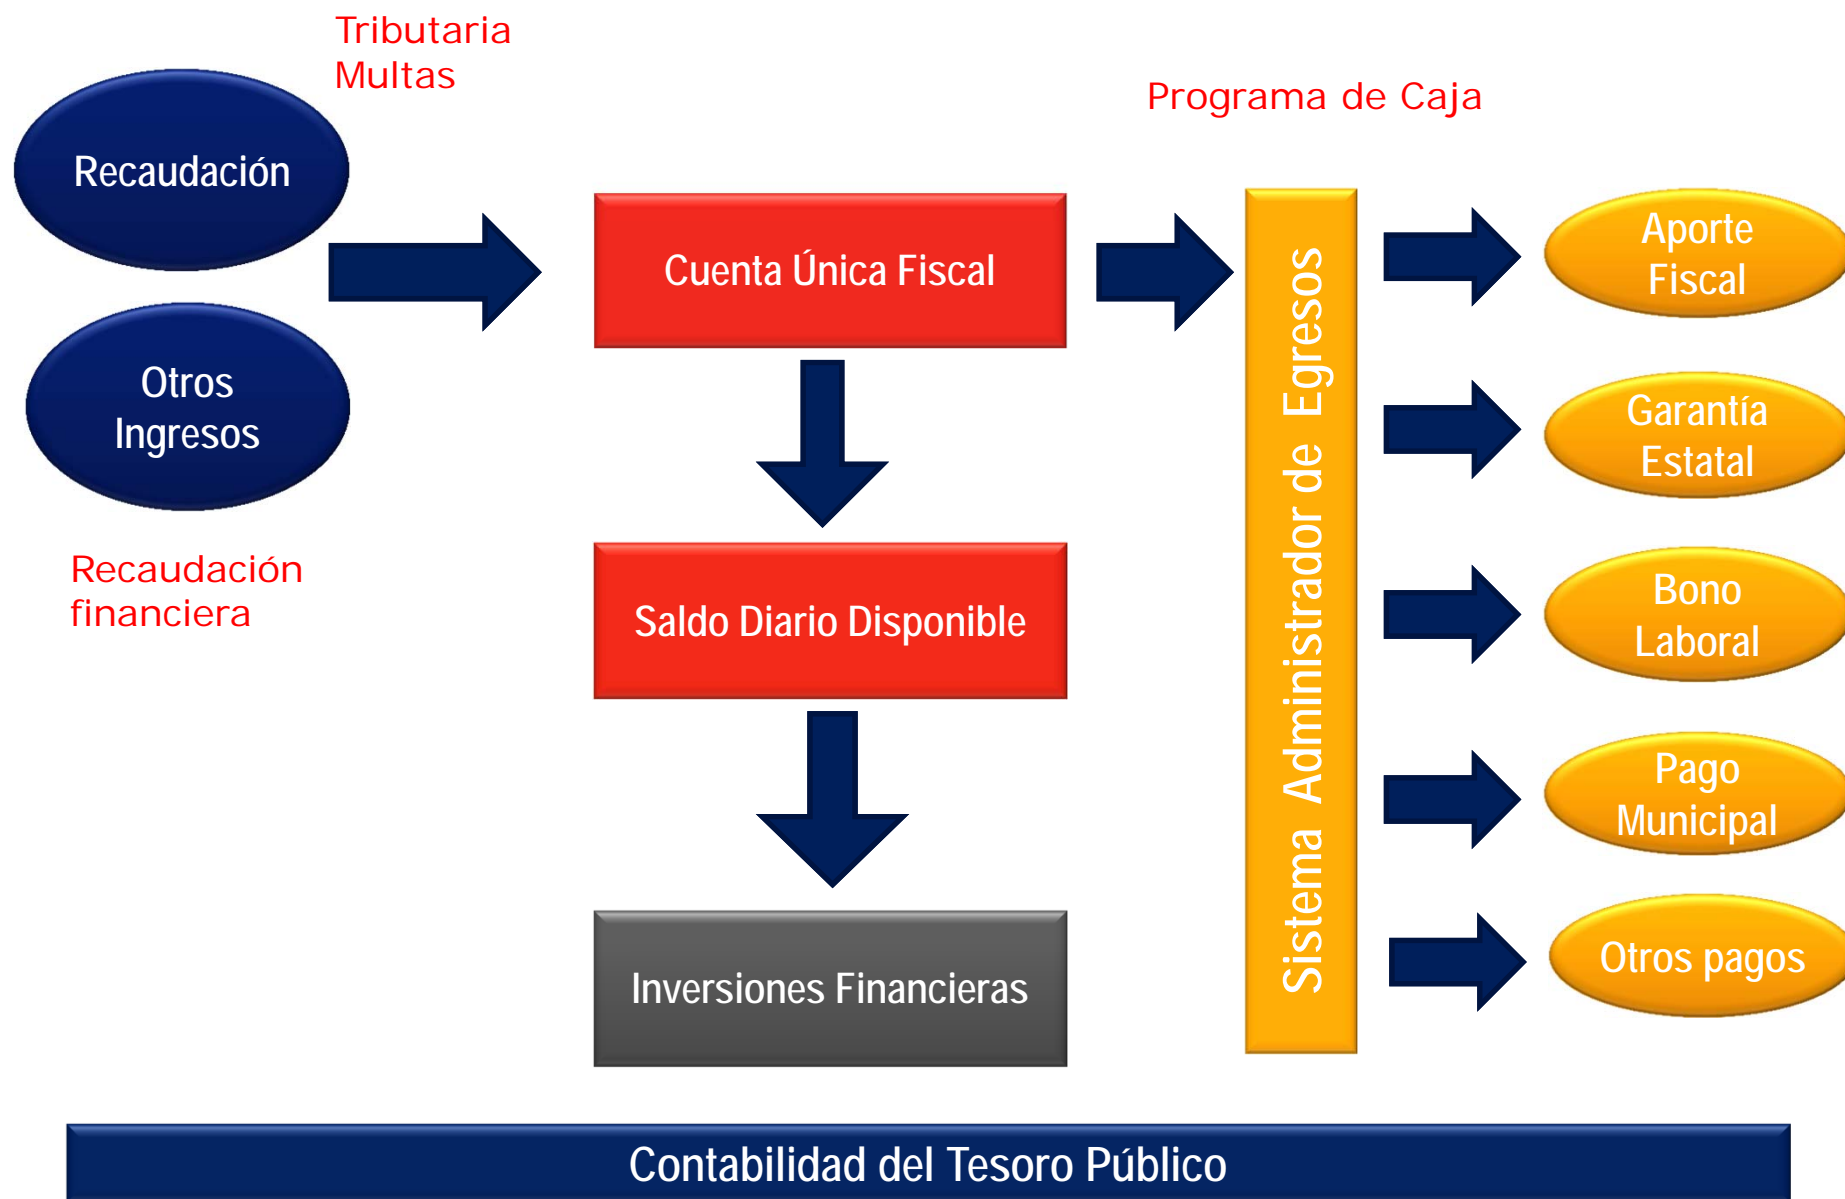 Tributaria
Multas
Programa de Caja
Recaudación
Otros
Ingresos
Recaudación
financiera
Cuenta Única Fiscal
Saldo Diario Disponible
Inversiones Financieras
Sistema Administrador de Egresos
Aporte
Fiscal
Garantía
Estatal
Bono
Laboral
Pago
Municipal
Otros pagos
Contabilidad del Tesoro Público